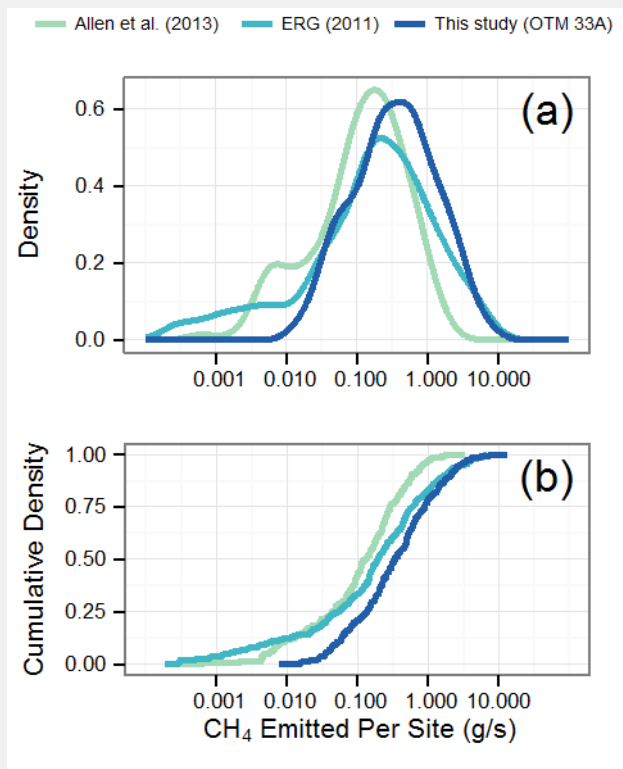 Allen et al. (2013) ERG (2011) This study (OTM 33A)
(a)
Density
0.6
0.4
0.2
0.0
0.001 0.010 0.100 1.000 10.000
(b)
Cumulative Density
1.00
0.75
0.50
0.25
0.00
0.001 0.010 0.100 1.000 10.000
CH₄ Emitted Per Site (g/s)